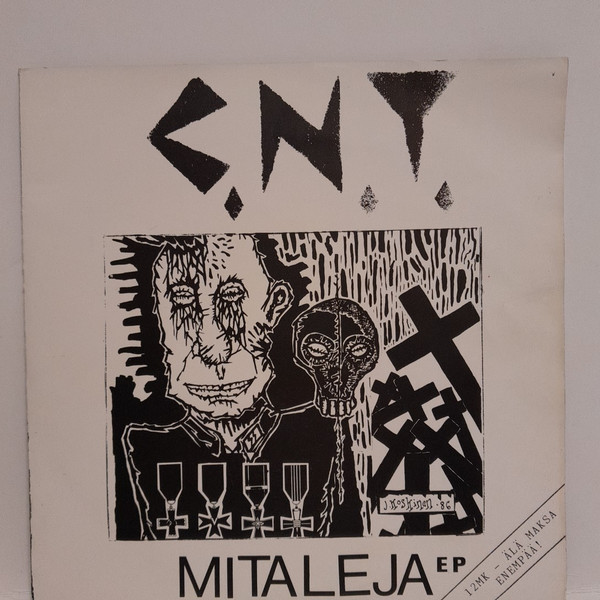 C.N.T.
J Koskinen -86
MITALEJA EP
12MK - ÄLÄ MAKSA
ENEMPÄÄ!